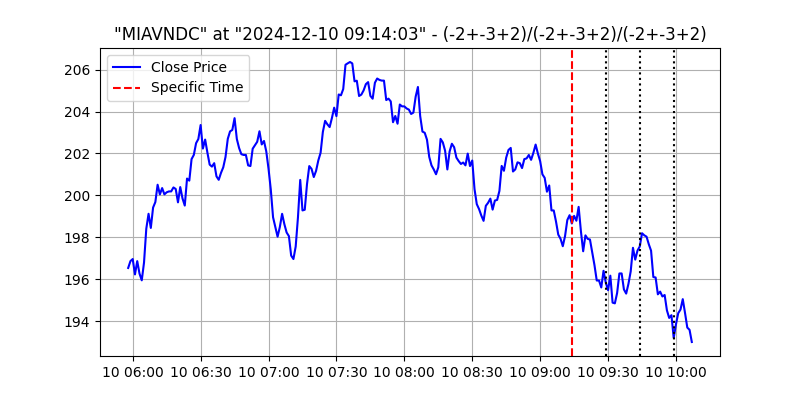 "MIAVNDC" at "2024-12-10 09:14:03" - (-2+-3+2)/(-2+-3+2)/(-2+-3+2)
Close Price
Specific Time
206
204
202
200
198
196
194
10 06:00 10 06:30 10 07:00 10 07:30 10 08:00 10 08:30 10 09:00 10 09:30 10 10:00